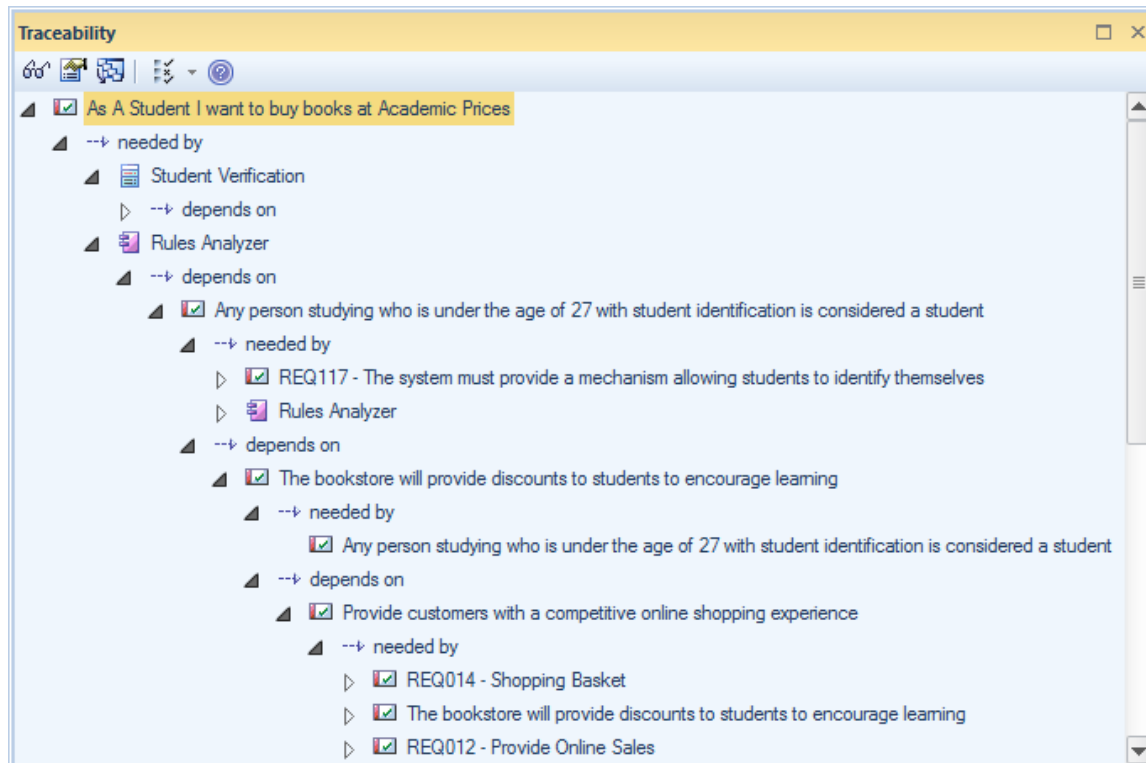 Traceability
As A Student I want to buy books at Academic Prices
needed by
Student Verification
depends on
Rules Analyzer
depends on
Any person studying who is under the age of 27 with student identification is considered a student
needed by
REQ117 - The system must provide a mechanism allowing students to identify themselves
Rules Analyzer
depends on
The bookstore will provide discounts to students to encourage learning
needed by
Any person studying who is under the age of 27 with student identification is considered a student
depends on
Provide customers with a competitive online shopping experience
needed by
REQ014 - Shopping Basket
The bookstore will provide discounts to students to encourage learning
REQ012 - Provide Online Sales